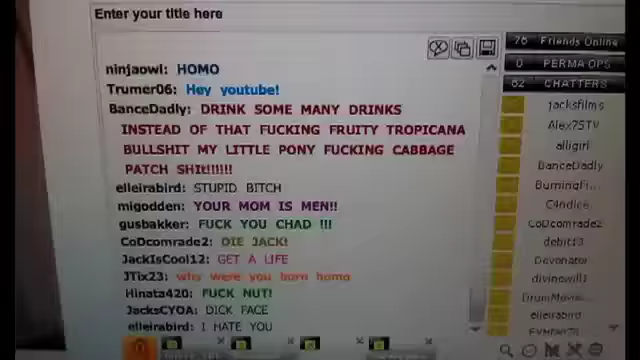 Enter your title here
ninjaowl: HOMO
Trumer06: Hey youtube!
BanceDadly: DRINK SOME MANY DRINKS
INSTEAD OF THAT FUCKING FRUITY TROPICANA
BULLSHIT MY LITTLE PONY FUCKING CABBAGE
PATCH SHIt!!!!!!
elleirabird: STUPID BITCH
migodden: YOUR MOM IS MEN!!
gusbakker: FUCK YOU CHAD !!!
CoDcomrade2: DIE JACK!
JackIsCool12: GET A LIFE
JTix23: why were you born homo
Hinata420: FUCK NUT!
JacksCYOA: DICK FACE
elleirabird: I HATE YOU
76 Friends Online
0 PERMA OPS
62 CHATTERS
jacksfilms
Alex75TV
alligirl
BanceDadly
BurningFi...
C4ndice
CoDcomrade2
debit13
Devonator
divinewill
DrumMovie...
elleirabird